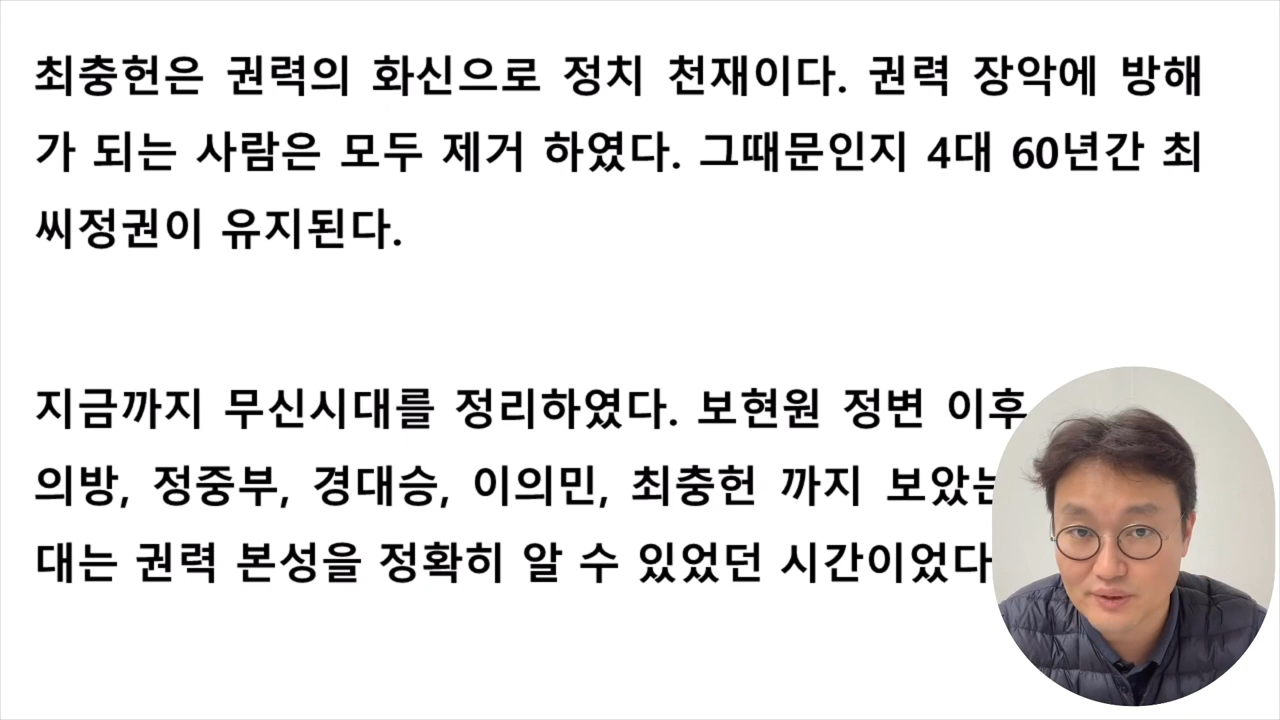 최충헌은 권력의 화신으로 정치 천재이다. 권력 장악에 방해
가 되는 사람은 모두 제거 하였다. 그때문인지 4대 60년간 최
씨정권이 유지된다.
지금까지 무신시대를 정리하였다. 보현원 정변 이후
의방, 정중부, 경대승, 이의민, 최충헌 까지 보았는
대는 권력 본성을 정확히 알 수 있었던 시간이었다